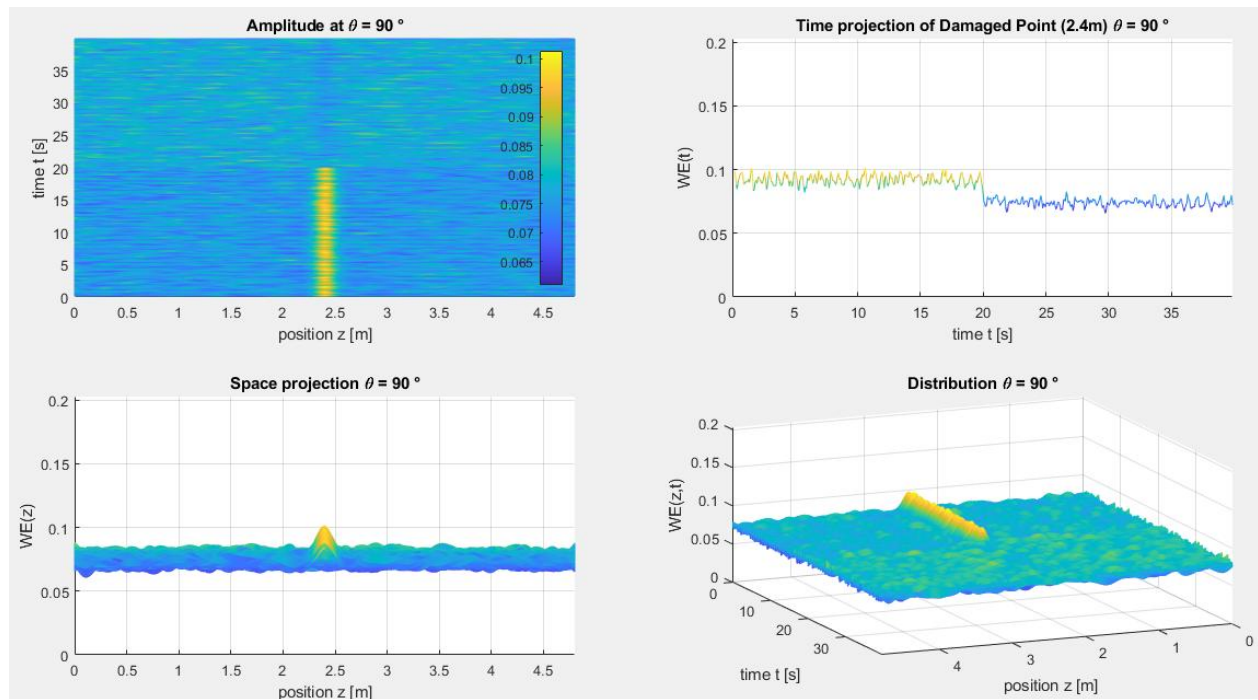 Amplitude at θ = 90 °
35
30
25
20
15
10
5
0
time t [s]
0.1
0.095
0.09
0.085
0.08
0.075
0.07
0.065
0 0.5 1 1.5 2 2.5 3 3.5 4 4.5
position z [m]
Time projection of Damaged Point (2.4m) θ = 90 °
0.2
0.15
0.1
0.05
0
WE(t)
0 5 10 15 20 25 30 35
time t [s]
Space projection θ = 90 °
0.2
0.15
0.1
0.05
0
WE(z)
0 0.5 1 1.5 2 2.5 3 3.5 4 4.5
position z [m]
Distribution θ = 90 °
0.2
0.15
0.1
0.05
0
WE(z,t)
0
10
20
30
time t [s]
4 3 2 1 0
position z [m]